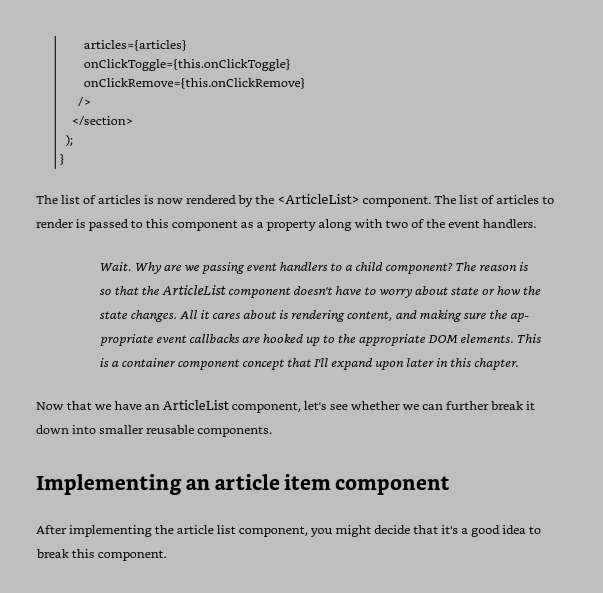 articles={articles}
onClickToggle={this.onClickToggle}
onClickRemove={this.onClickRemove}
/>
</section>
);
}
The list of articles is now rendered by the <ArticleList> component. The list of articles to
render is passed to this component as a property along with two of the event handlers.
Wait. Why are we passing event handlers to a child component? The reason is
so that the ArticleList component doesn't have to worry about state or how the
state changes. All it cares about is rendering content, and making sure the ap-
propriate event callbacks are hooked up to the appropriate DOM elements. This
is a container component concept that I'll expand upon later in this chapter.
Now that we have an ArticleList component, let's see whether we can further break it
down into smaller reusable components.
Implementing an article item component
After implementing the article list component, you might decide that it's a good idea to
break this component.